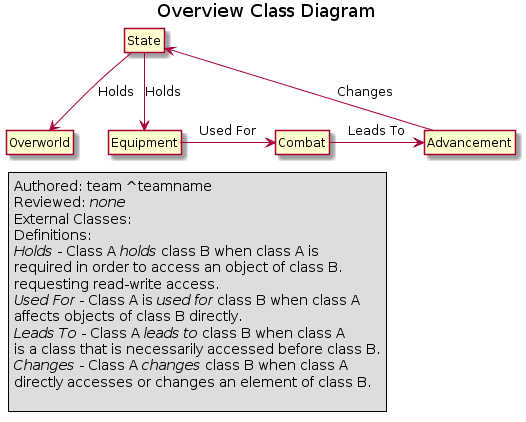 Overview Class Diagram
State
Holds
Holds
Changes
Overworld
Equipment
Used For
Combat
Leads To
Advancement
Authored: team ^teamname
Reviewed: none
External Classes:
Definitions:
Holds - Class A holds class B when class A is
required in order to access an object of class B.
requesting read-write access.
Used For - Class A is used for class B when class A
affects objects of class B directly.
Leads To - Class A leads to class B when class A
is a class that is necessarily accessed before class B.
Changes - Class A changes class B when class A
directly accesses or changes an element of class B.